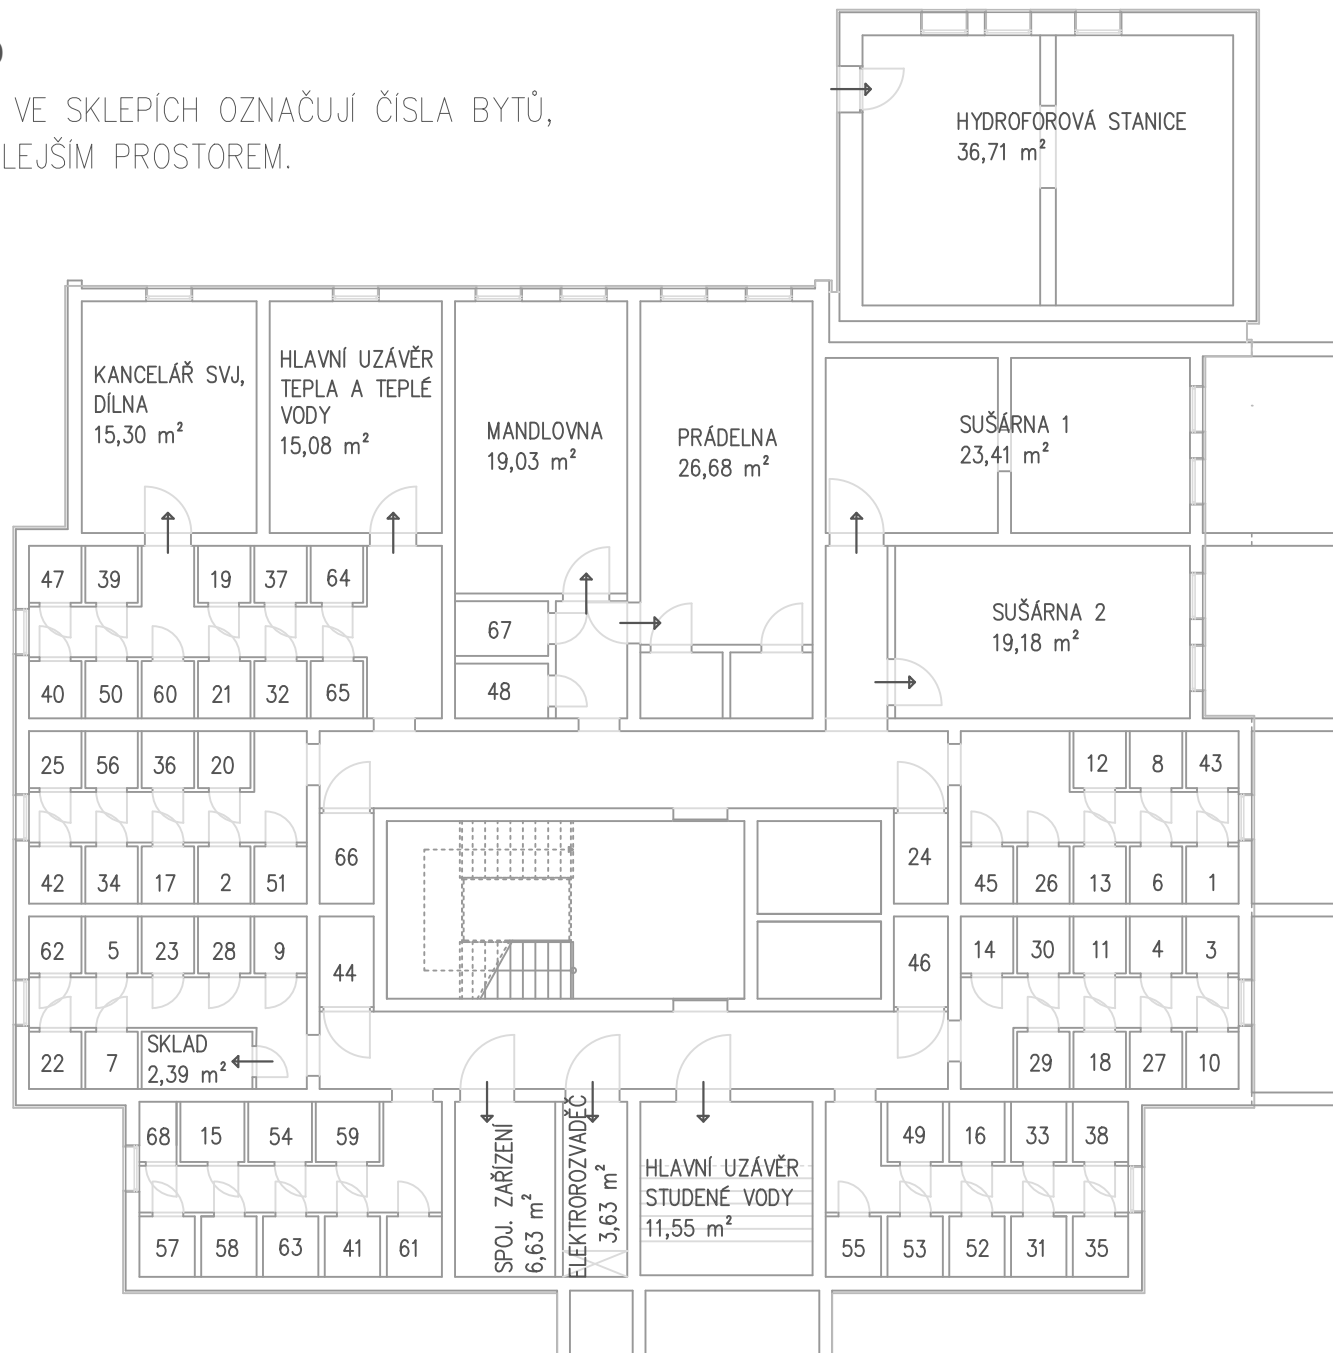 VE SKLEPÍCH OZNAČUJÍ ČÍSLA BYTŮ,
LEJŠÍM PROSTOREM.
HYDROFOROVÁ STANICE
36,71 m²
KANCELÁŘ SVJ,
DÍLNA
15,30 m²
HLAVNÍ UZÁVĚR
TEPLA A TEPLÉ
VODY
15,08 m²
MANDLOVNA
19,03 m²
PRÁDELNA
26,68 m²
SUŠÁRNA 1
23,41 m²
47 39 19 37 64
SUŠÁRNA 2
19,18 m²
67
40 50 60 21 32 65
48
25 56 36 20
12 8 43
66
24
42 34 17 2 51
45 26 13 6 1
62 5 23 28 9
44
46
14 30 11 4 3
22 7
SKLAD
2,39 m²
29 18 27 10
68 15 54 59
SPOJ. ZAŘÍZENÍ
6,63 m²
ELEKTROROZVADĚČ
3,63 m²
HLAVNÍ UZÁVĚR
STUDENÉ VODY
11,55 m²
49 16 33 38
57 58 63 41 61
55 53 52 31 35